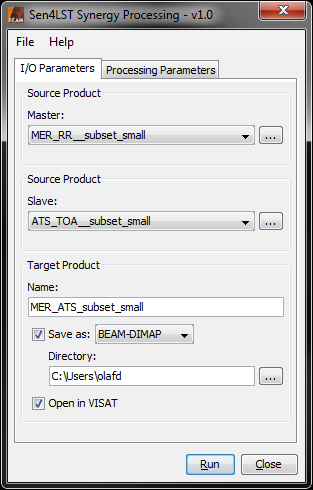 BEAM Sen4LST Synergy Processing - v1.0
File Help
I/O Parameters Processing Parameters
Source Product
Master:
MER_RR__subset_small ...
Source Product
Slave:
ATS_TOA__subset_small ...
Target Product
Name:
MER_ATS_subset_small
Save as: BEAM-DIMAP
Directory:
C:\Users\olafd ...
Open in VISAT
Run Close